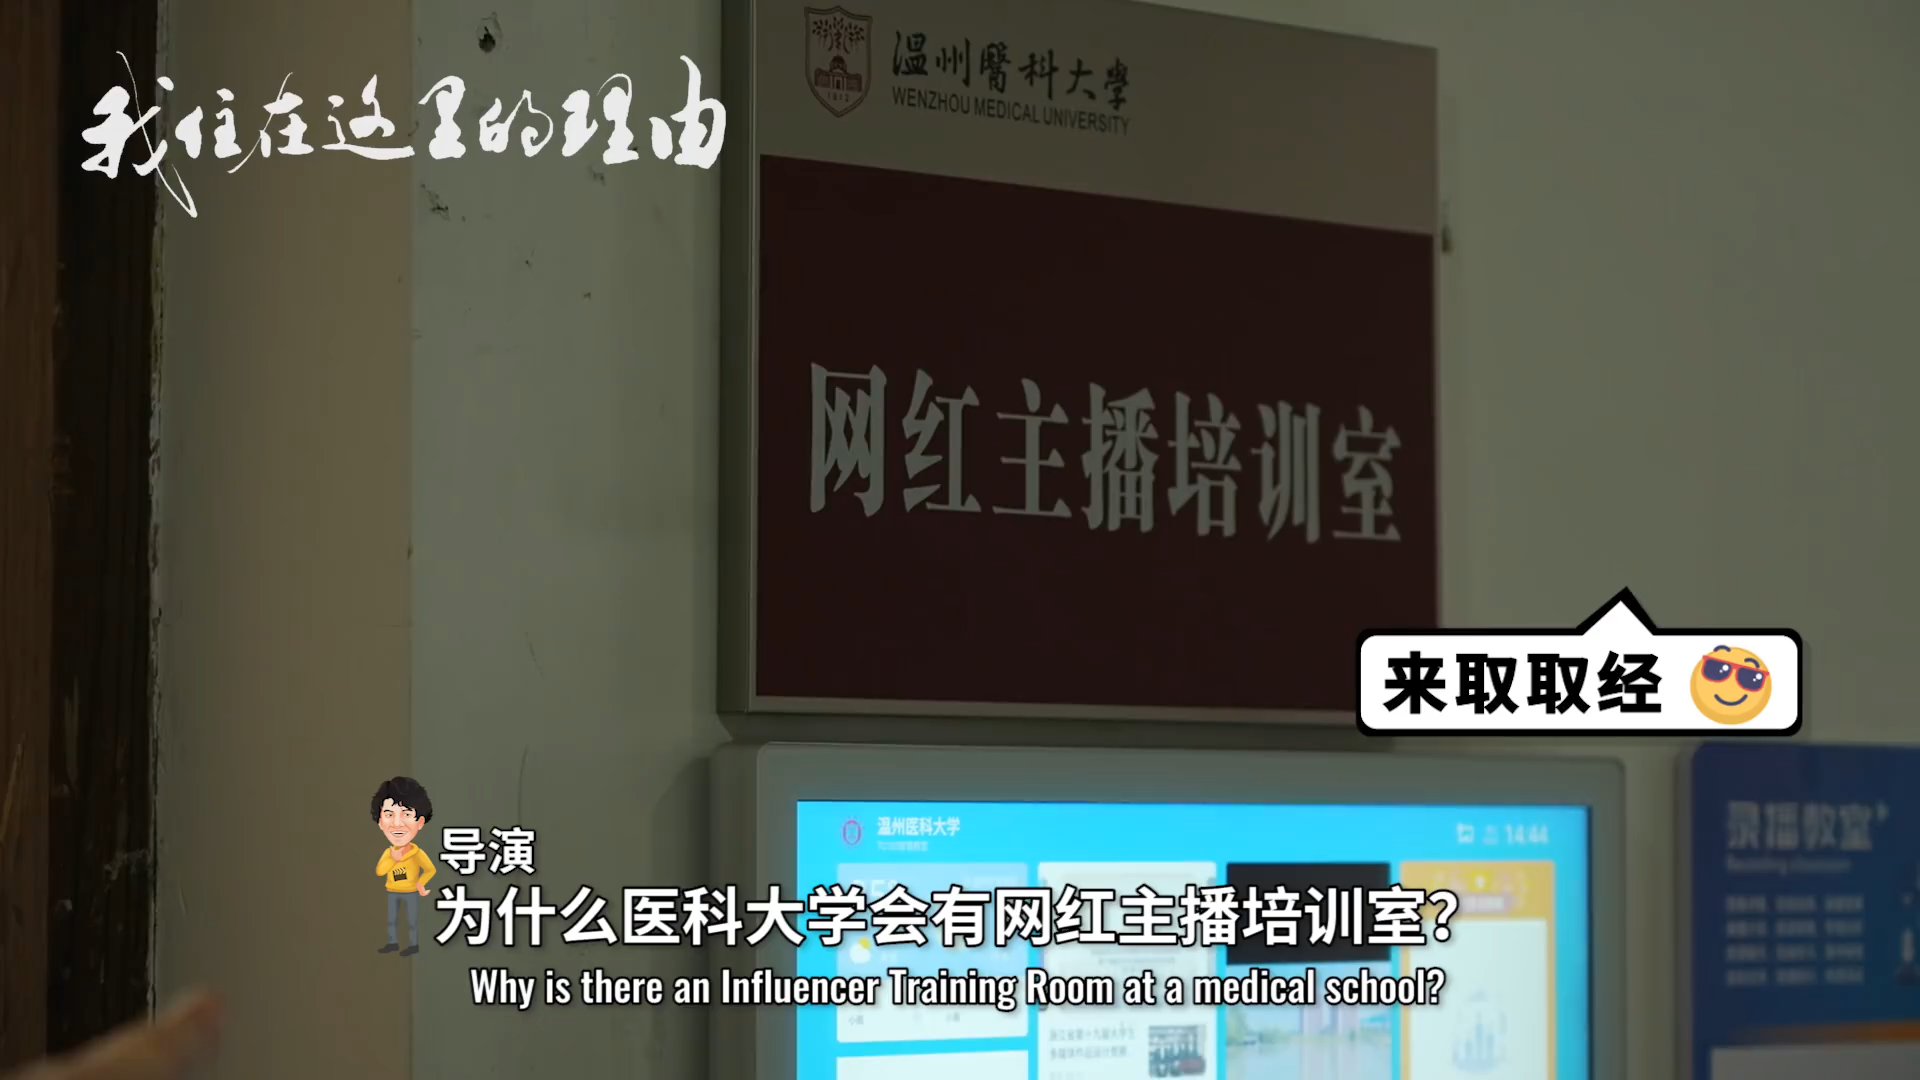 我住在这里的理由
温州醫科大學
WENZHOU MEDICAL UNIVERSITY
网红主播培训室
来取取经
温州医科大学
14:44
录播教室
导演
为什么医科大学会有网红主播培训室?
Why is there an Influencer Training Room at a medical school?